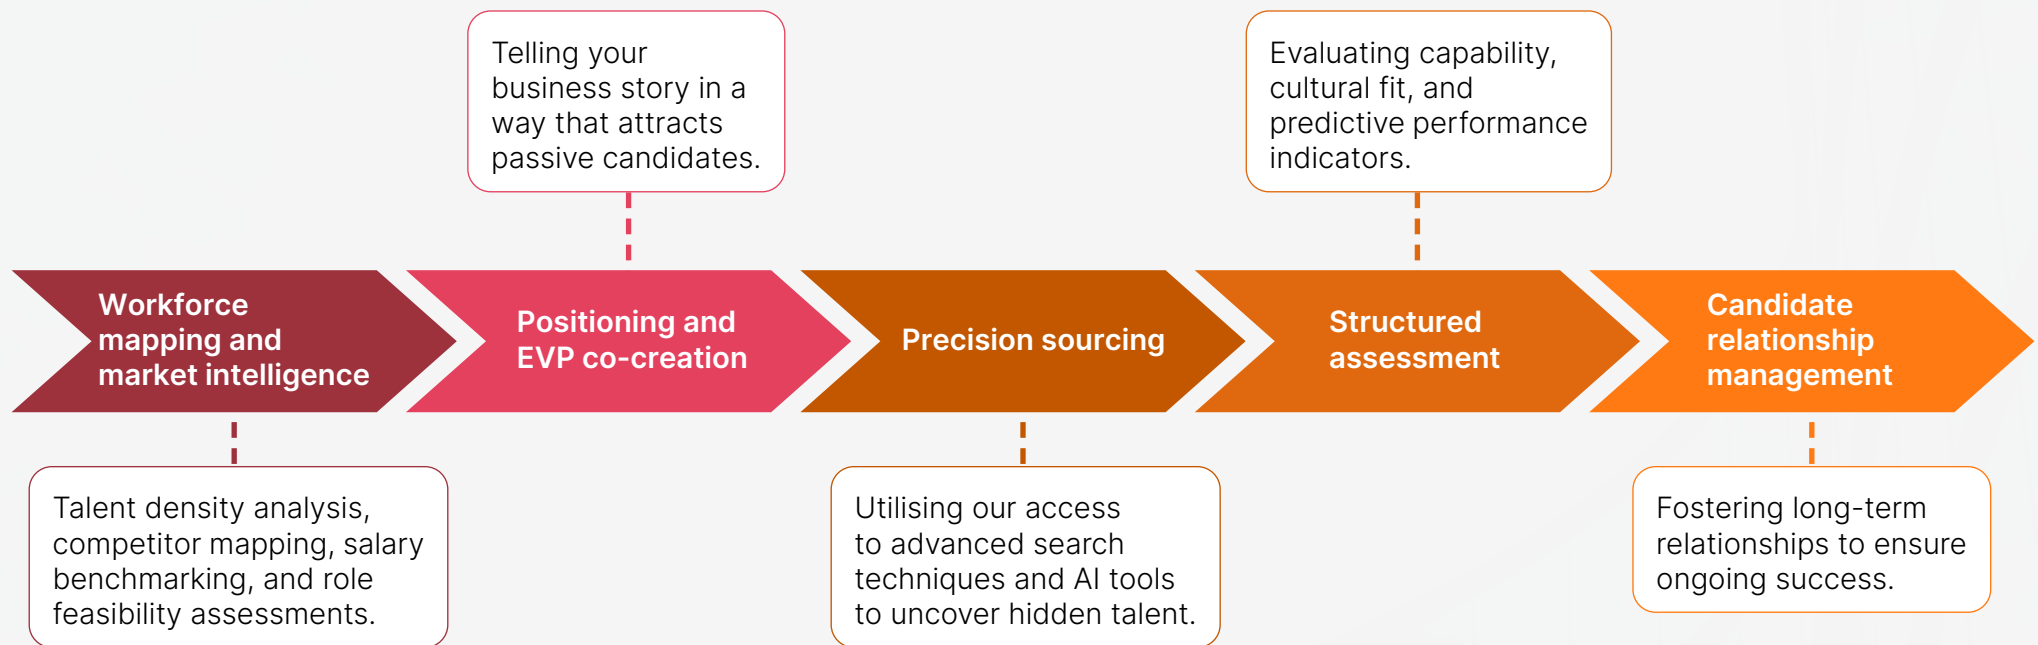 Telling your
business story in a
way that attracts
passive candidates.
Evaluating capability,
cultural fit, and
predictive performance
indicators.
Workforce
mapping and
market intelligence
Positioning and
EVP co-creation
Precision sourcing
Structured
assessment
Candidate
relationship
management
Talent density analysis,
competitor mapping, salary
benchmarking, and role
feasibility assessments.
Utilising our access
to advanced search
techniques and AI tools
to uncover hidden talent.
Fostering long-term
relationships to ensure
ongoing success.